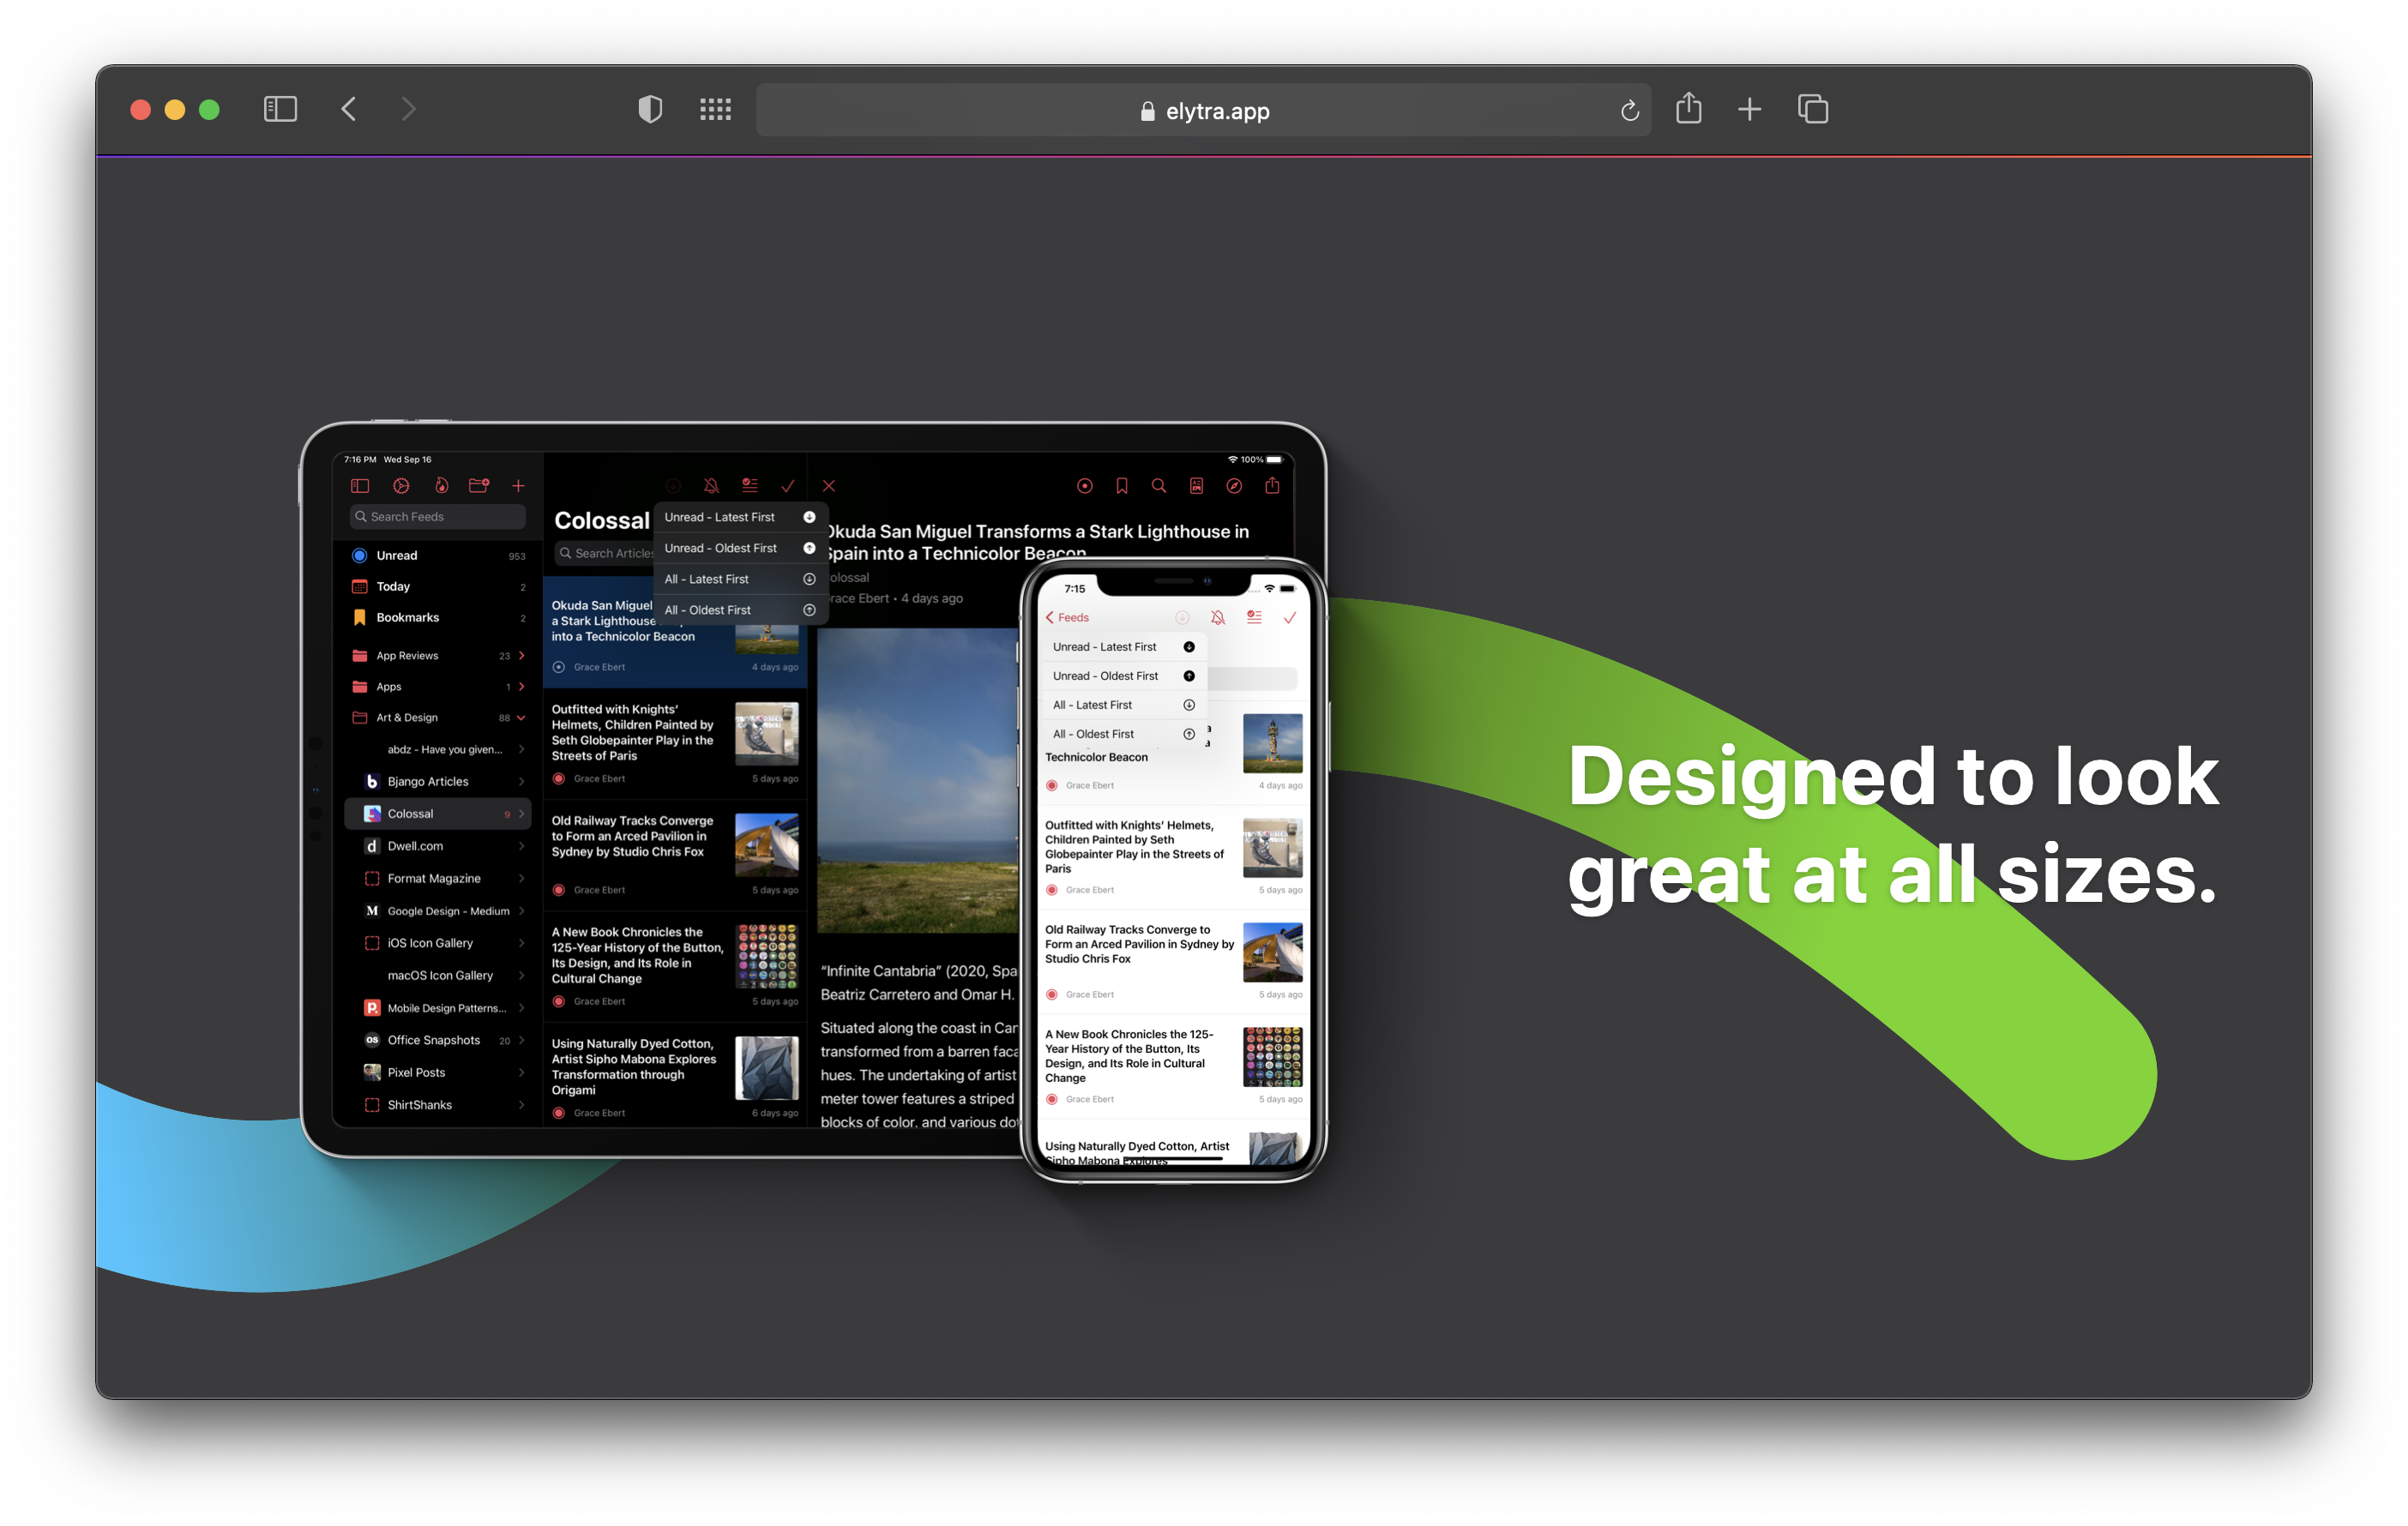 elytra.app
7:16 PM Wed Sep 16
100%
Search Feeds
Unread 953
Today 2
Bookmarks 2
App Reviews 23
Apps 1
Art & Design 88
abdz - Have you given...
Bjango Articles
Colossal 9
Dwell.com
Format Magazine
Google Design - Medium
iOS Icon Gallery
macOS Icon Gallery
Mobile Design Patterns...
Office Snapshots 20
Pixel Posts
ShirtShanks
Colossal
Search Articles
Unread - Latest First
Unread - Oldest First
All - Latest First
All - Oldest First
Okuda San Miguel
a Stark Lighthouse
into a Technicolor Beacon
Grace Ebert 4 days ago
Outfitted with Knights’
Helmets, Children Painted by
Seth Globepainter Play in the
Streets of Paris
Grace Ebert 5 days ago
Old Railway Tracks Converge
to Form an Arced Pavilion in
Sydney by Studio Chris Fox
Grace Ebert 5 days ago
A New Book Chronicles the
125-Year History of the Button,
Its Design, and Its Role in
Cultural Change
Grace Ebert 5 days ago
Using Naturally Dyed Cotton,
Artist Sipho Mabona Explores
Transformation through
Origami
Grace Ebert 6 days ago
Okuda San Miguel Transforms a Stark Lighthouse in
Spain into a Technicolor Beacon
olossal
race Ebert • 4 days ago
“Infinite Cantabria” (2020, Spa
Beatriz Carretero and Omar H.
Situated along the coast in Can
transformed from a barren faca
hues. The undertaking of artist
meter tower features a striped
blocks of color, and various do
7:15
Feeds
Unread - Latest First
Unread - Oldest First
All - Latest First
All - Oldest First
Technicolor Beacon
Grace Ebert 4 days ago
Outfitted with Knights’ Helmets,
Children Painted by Seth
Globepainter Play in the Streets of
Paris
Grace Ebert 5 days ago
Old Railway Tracks Converge to
Form an Arced Pavilion in Sydney by
Studio Chris Fox
Grace Ebert 5 days ago
A New Book Chronicles the 125-
Year History of the Button, Its
Design, and Its Role in Cultural
Change
Grace Ebert 5 days ago
Using Naturally Dyed Cotton, Artist
Sipho Mabona Explores
Designed to look
great at all sizes.